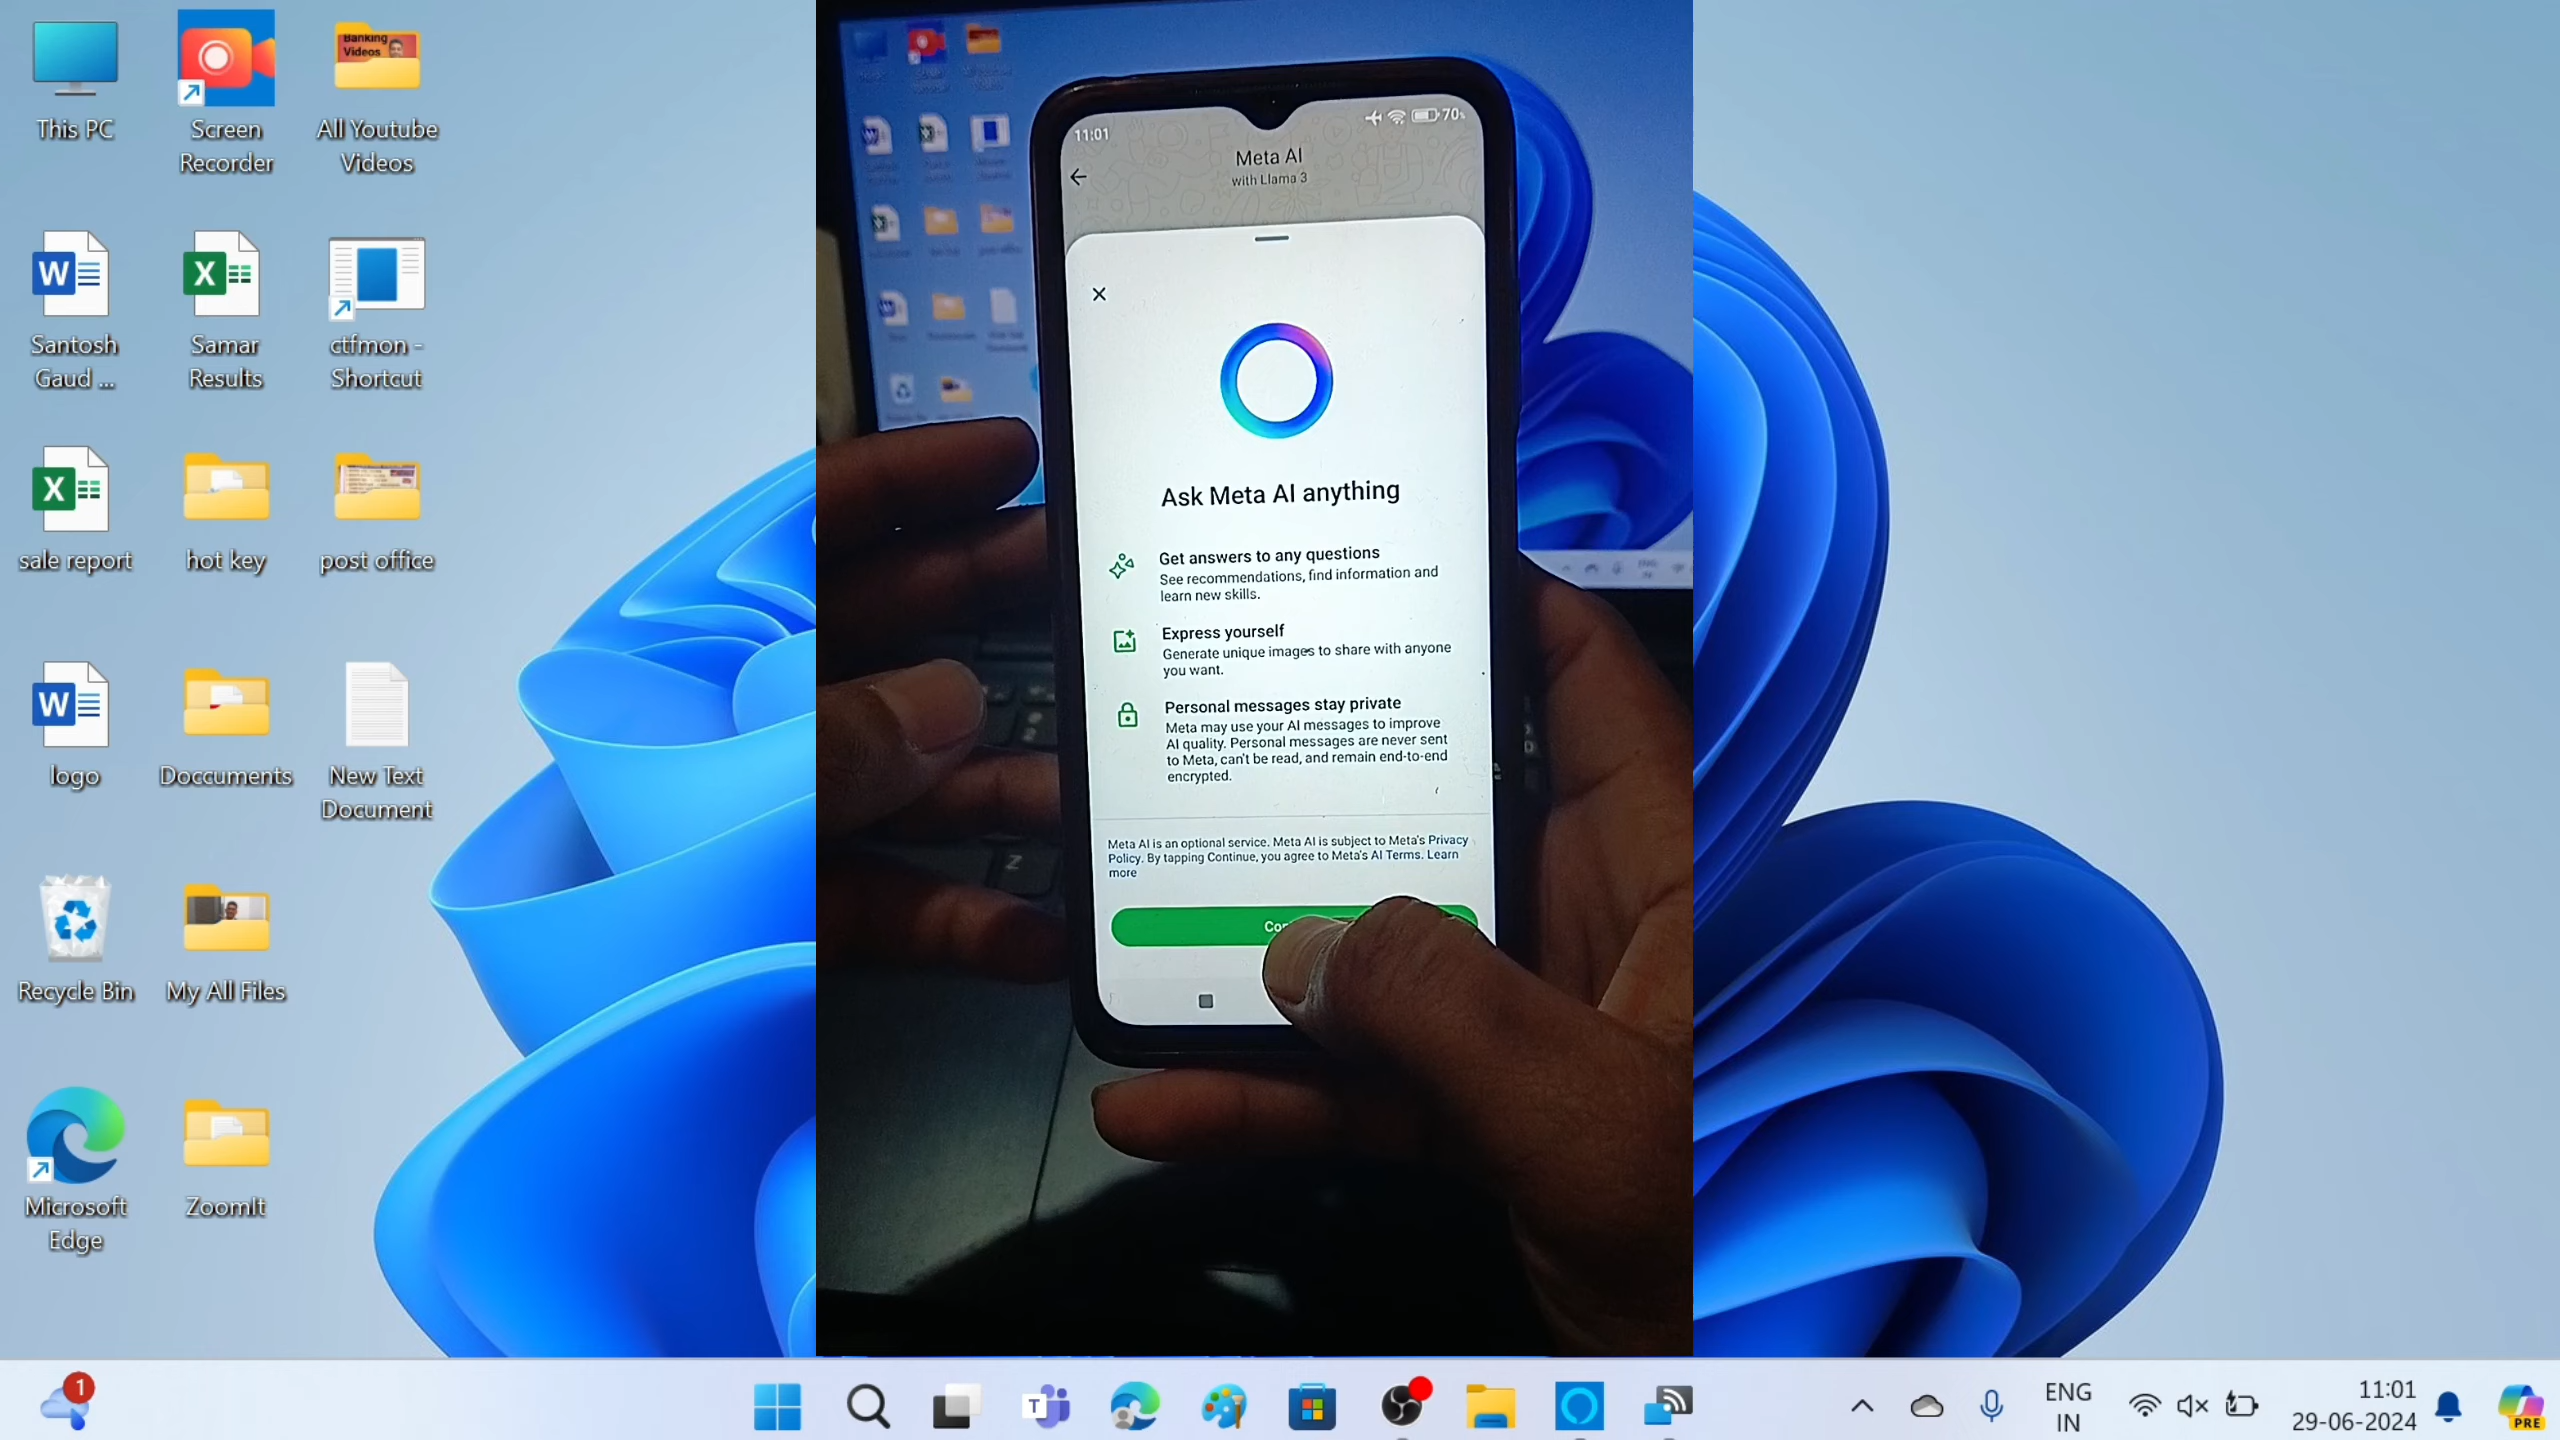 This PC
Screen
Recorder
Banking
Videos
All Youtube
Videos
Santosh
Gaud ...
Samar
Results
ctfmon -
Shortcut
sale report
hot key
post office
logo
Doccuments
New Text
Document
Recycle Bin
My All Files
Microsoft
Edge
ZoomIt
11:01
70%
Meta AI
with Llama 3
Ask Meta AI anything
Get answers to any questions
See recommendations, find information and
learn new skills.
Express yourself
Generate unique images to share with anyone
you want.
Personal messages stay private
Meta may use your AI messages to improve
AI quality. Personal messages are never sent
to Meta, can't be read, and remain end-to-end
encrypted.
Meta AI is an optional service. Meta AI is subject to Meta's Privacy
Policy. By tapping Continue, you agree to Meta's AI Terms. Learn
more
Z
1
ENG
IN
11:01
29-06-2024
PRE